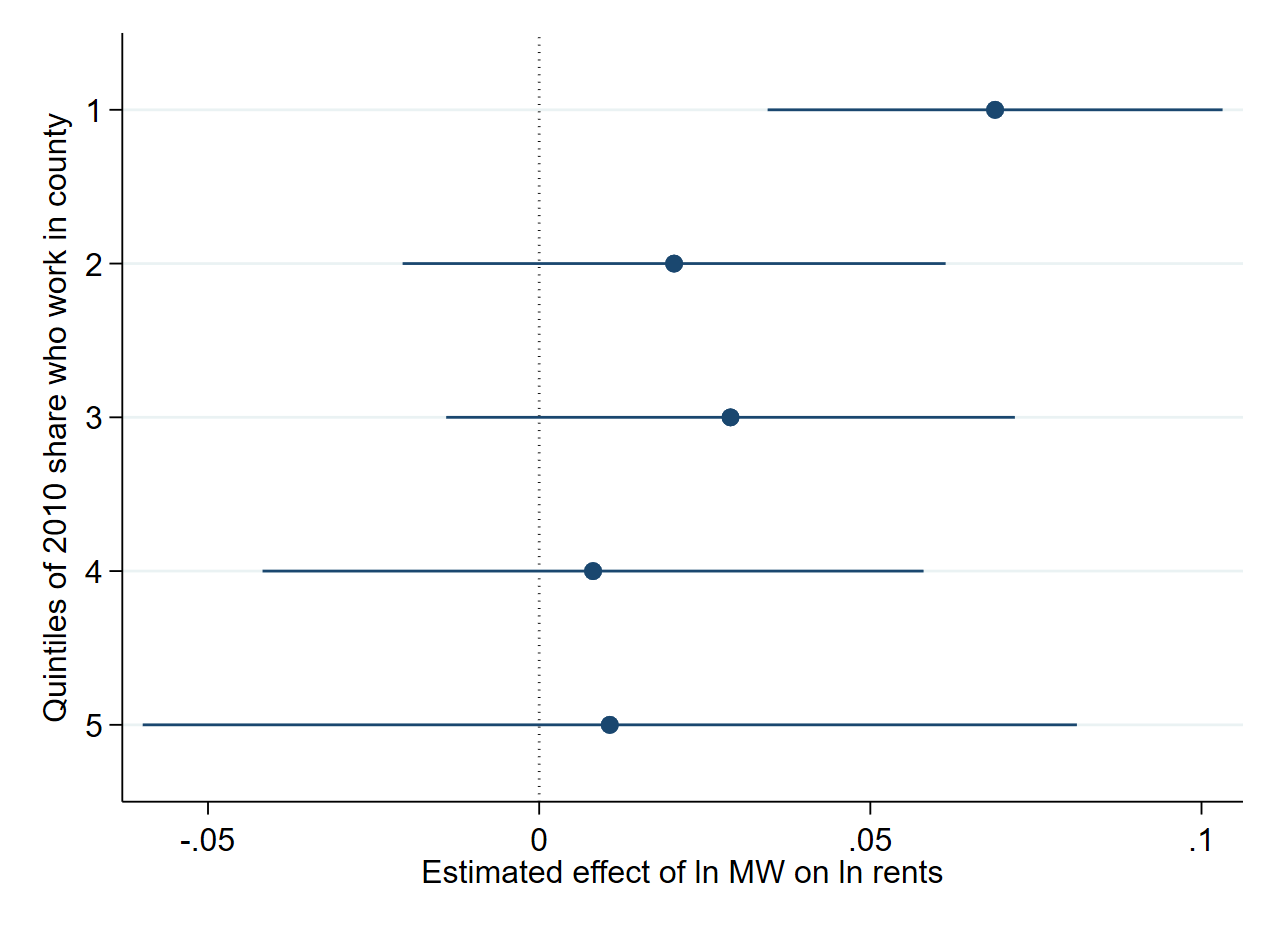 Quintiles of 2010 share who work in county
1
2
3
4
5
-.05 0 .05 .1
Estimated effect of ln MW on ln rents